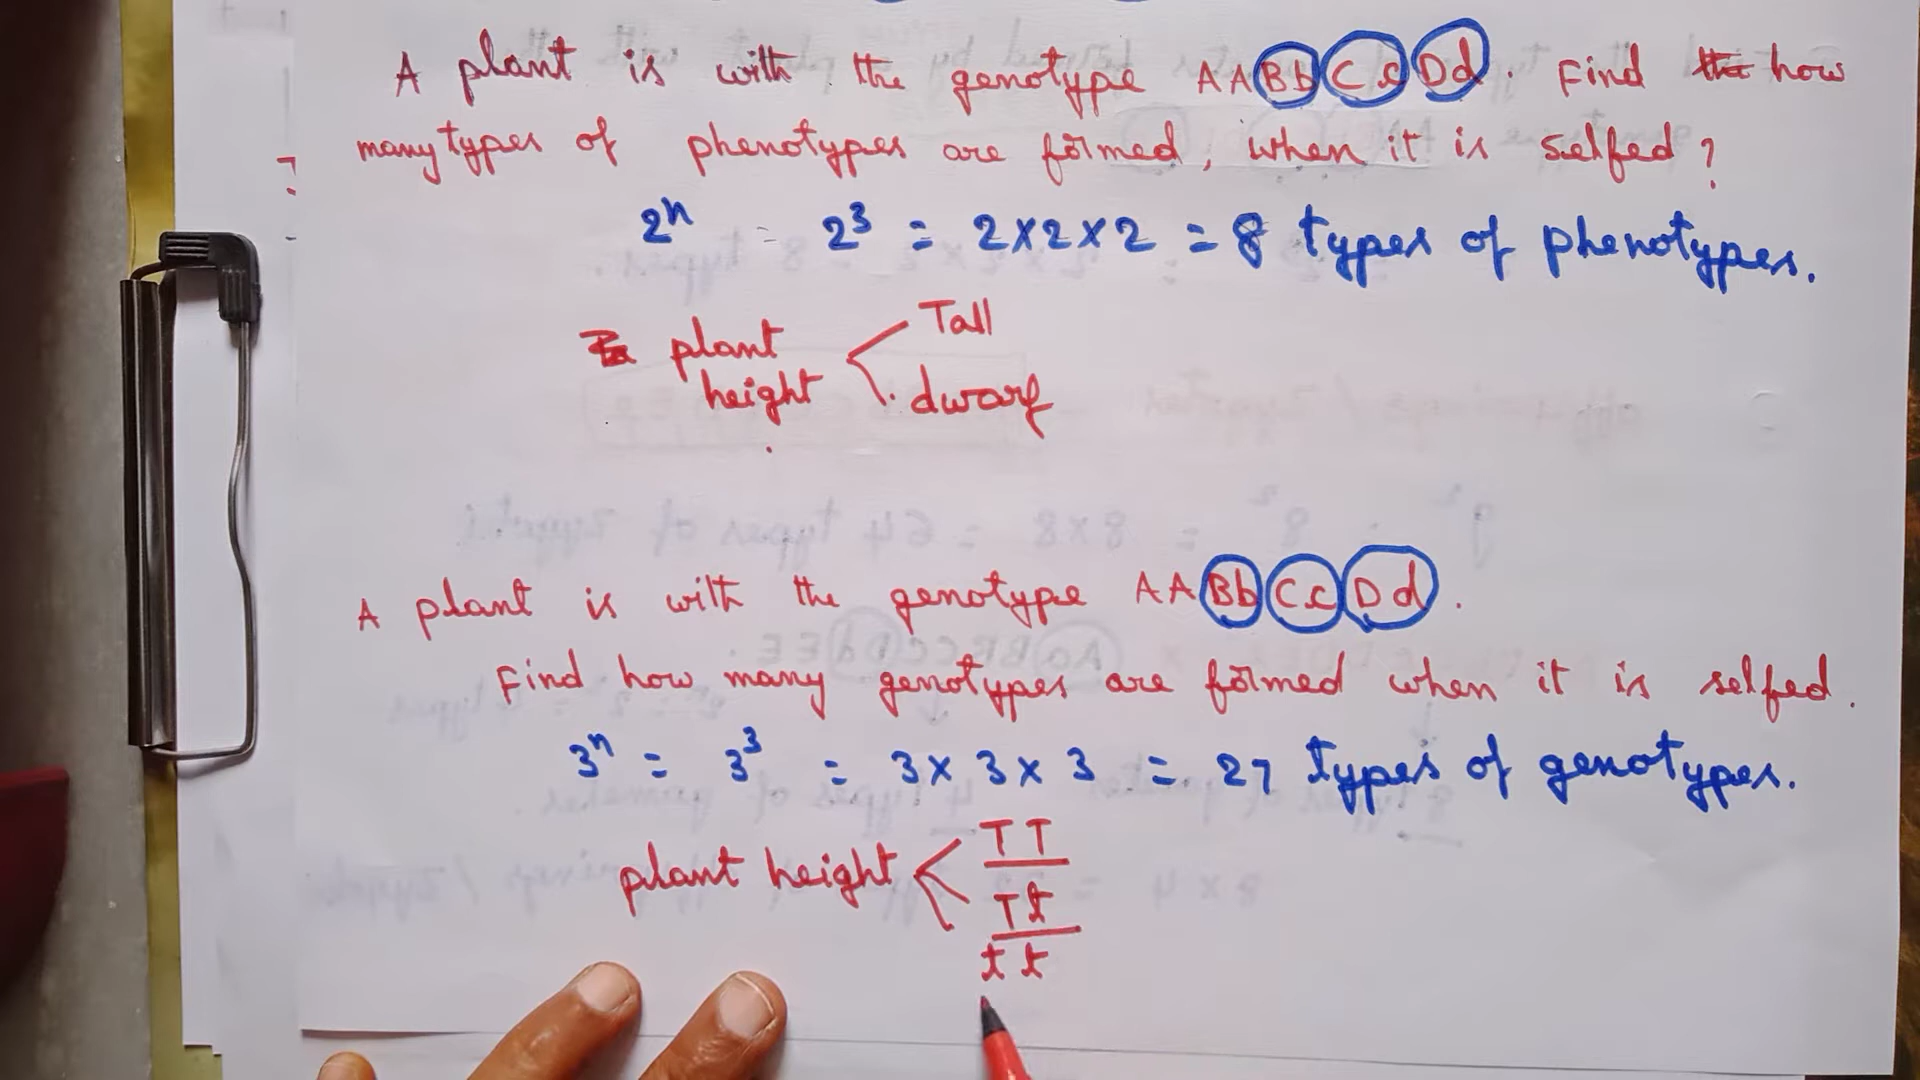 A plant is with the genotype AABbCcDd. Find the how
many types of phenotypes are formed, when it is selfed?
2ⁿ = 2³ = 2×2×2 = 8 types of phenotypes.
plant height
Tall
dwarf
A plant is with the genotype AABbCcDd.
Find how many genotypes are formed when it is selfed.
3ⁿ = 3³ = 3×3×3 = 27 types of genotypes.
plant height
TT
Tt
tt